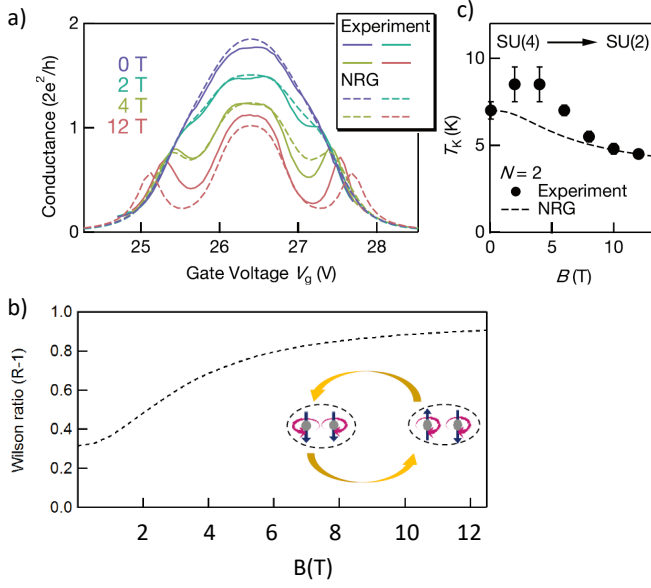 a)
0 T
2 T
4 T
12 T
Experiment
NRG
Conductance (2e²/h)
2
1
0
25
26
27
28
Gate Voltage Vg (V)
c)
SU(4) → SU(2)
TK(K)
10
5
0
N = 2
Experiment
NRG
0
5
10
B(T)
b)
Wilson ratio (R-1)
1.0
0.8
0.6
0.4
0.2
0.0
2
4
6
8
10
12
B(T)